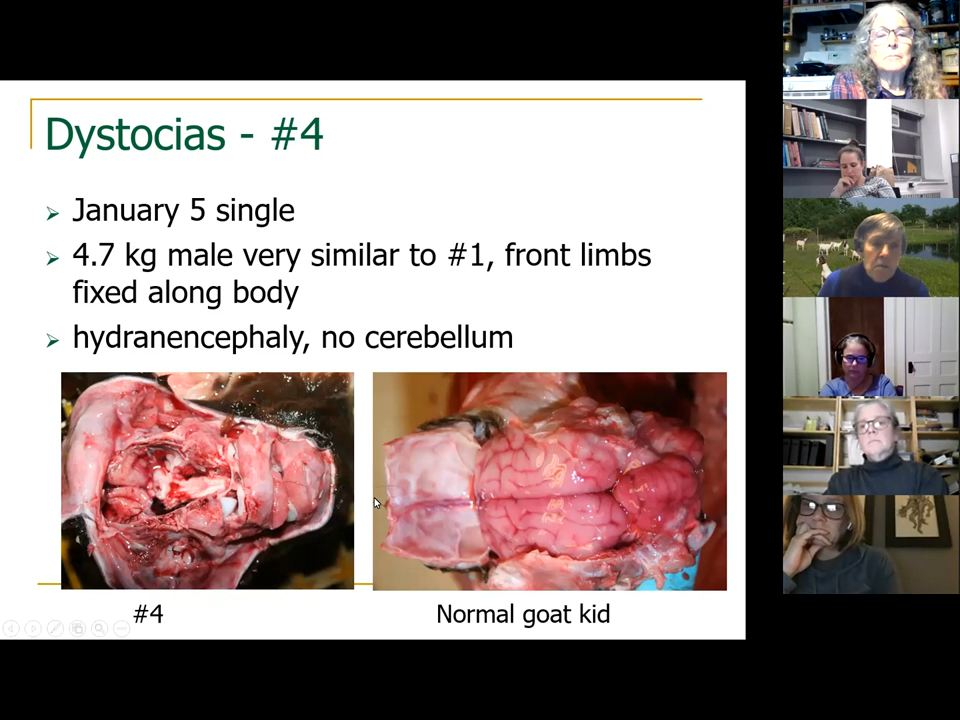 Dystocias - #4
January 5 single
4.7 kg male very similar to #1, front limbs
fixed along body
hydranencephaly, no cerebellum
#4
Normal goat kid